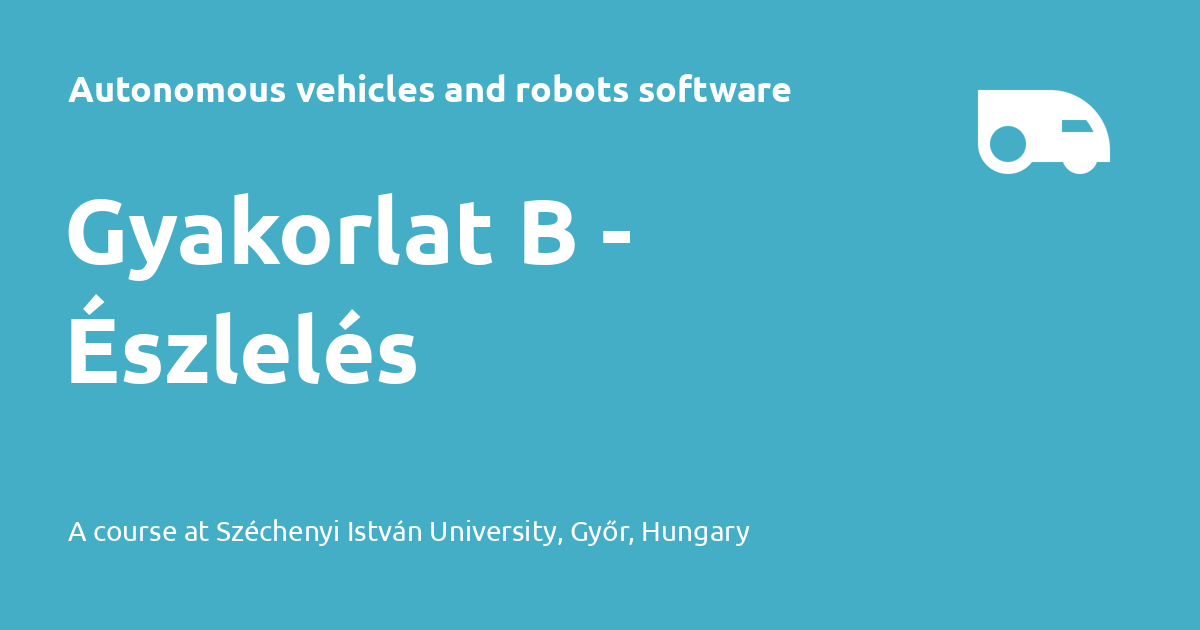 Autonomous vehicles and robots software
Gyakorlat B -
Észlelés
A course at Széchenyi István University, Győr, Hungary